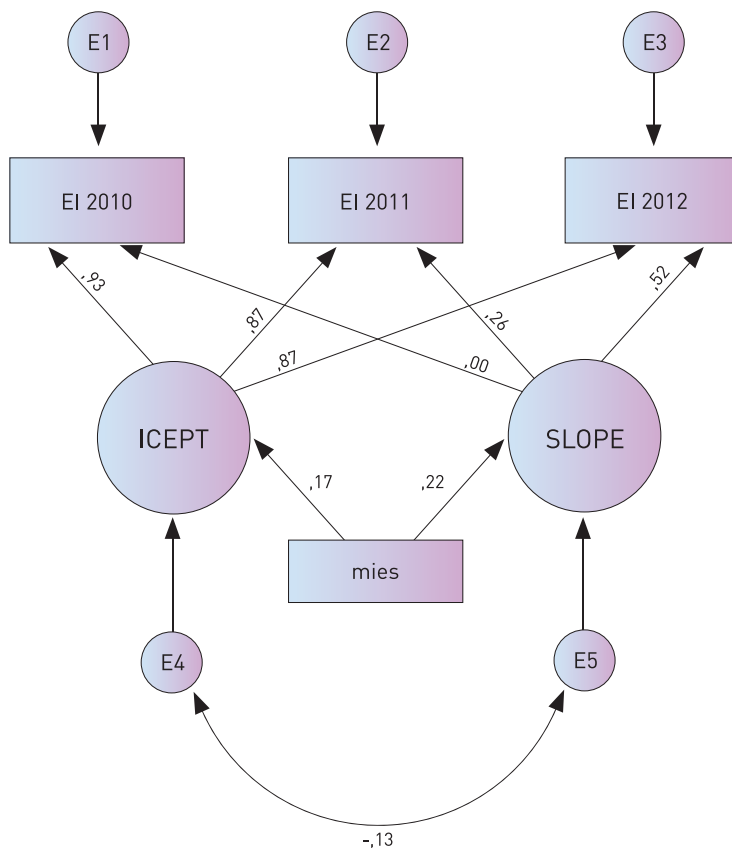 E1
E2
E3
EI 2010
EI 2011
EI 2012
,93
,87
,87
,00
,26
,52
ICEPT
SLOPE
,17
,22
mies
E4
E5
-,13